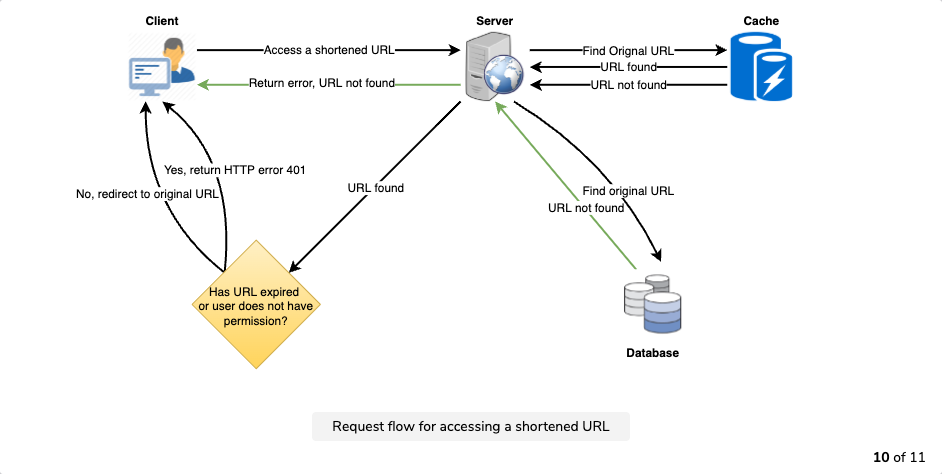 Client
Server
Cache
Access a shortened URL
Find Orignal URL
URL found
Return error, URL not found
URL not found
Yes, return HTTP error 401
No, redirect to original URL
URL found
Find original URL
URL not found
Has URL expired
or user does not have
permission?
Database
Request flow for accessing a shortened URL
10 of 11